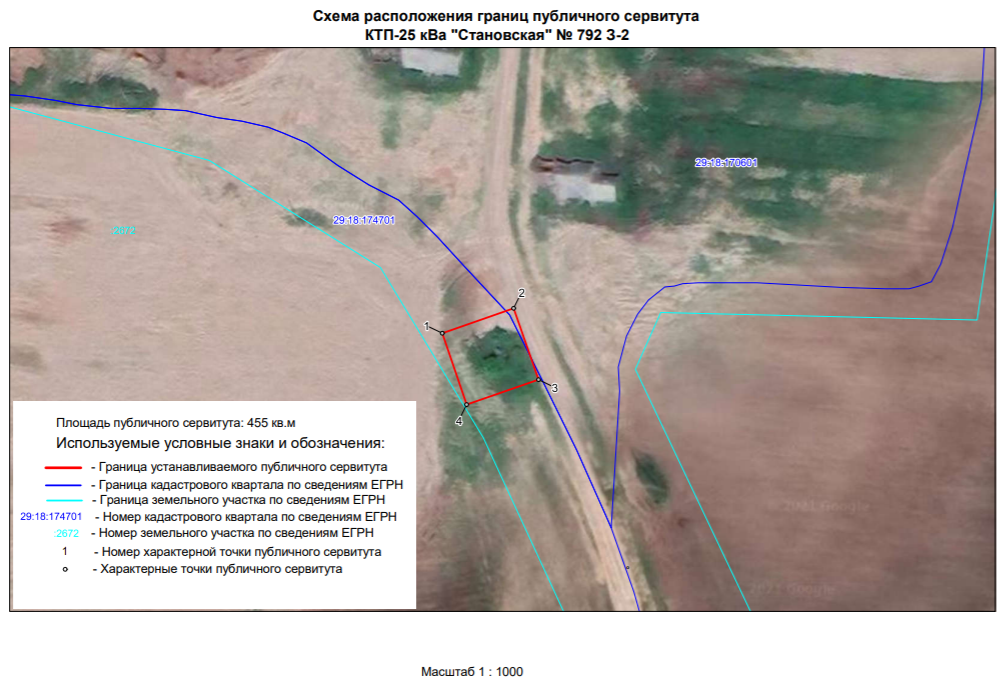 Схема расположения границ публичного сервитута
КТП-25 кВа "Становская" № 792 З-2
29:18:170601
29:18:174701
:2672
2
1
3
4
Площадь публичного сервитута: 455 кв.м
Используемые условные знаки и обозначения:
- Граница устанавливаемого публичного сервитута
- Граница кадастрового квартала по сведениям ЕГРН
- Граница земельного участка по сведениям ЕГРН
29:18:174701 - Номер кадастрового квартала по сведениям ЕГРН
:2672 - Номер земельного участка по сведениям ЕГРН
1 - Номер характерной точки публичного сервитута
- Характерные точки публичного сервитута
Google
2021 Google
Масштаб 1 : 1000